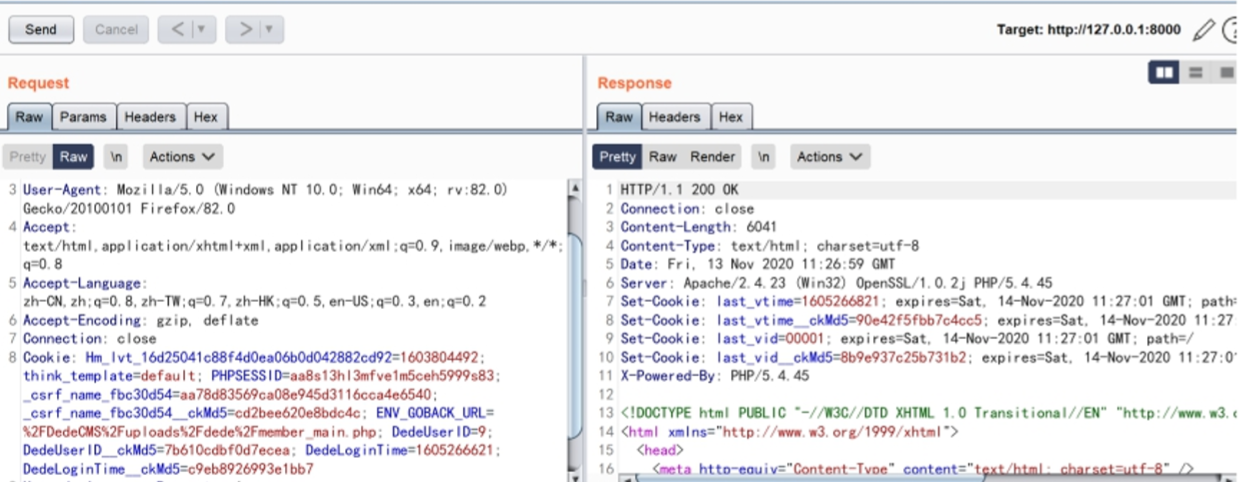 Send Cancel < > Target: http://127.0.0.1:8000
Request
Raw Params Headers Hex
Pretty Raw \n Actions
3 User-Agent: Mozilla/5.0 (Windows NT 10.0; Win64; x64; rv:82.0)
Gecko/20100101 Firefox/82.0
4 Accept:
text/html,application/xhtml+xml,application/xml;q=0.9,image/webp,*/*;
q=0.8
5 Accept-Language:
zh-CN,zh;q=0.8,zh-TW;q=0.7,zh-HK;q=0.5,en-US;q=0.3,en;q=0.2
6 Accept-Encoding: gzip, deflate
7 Connection: close
8 Cookie: Hm_lvt_16d25041c88f4d0ea06b0d042882cd92=1603804492;
think_template=default; PHPSESSID=aa8s13hl3mfve1m5ceh5999s83;
_csrf_name_fbc30d54=aa78d83569ca08e945d3116cca4e6540;
_csrf_name_fbc30d54__ckMd5=cd2bee620e8bdc4c; ENV_GOBACK_URL=
%2FDedeCMS%2Fuploads%2Fdede%2Fmember_main.php; DedeUserID=9;
DedeUserID__ckMd5=7b610cdbf0d7ecea; DedeLoginTime=1605266621;
DedeLoginTime__ckMd5=c9eb8926993e1bb7
Response
Raw Headers Hex
Pretty Raw Render \n Actions
1 HTTP/1.1 200 OK
2 Connection: close
3 Content-Length: 6041
4 Content-Type: text/html; charset=utf-8
5 Date: Fri, 13 Nov 2020 11:26:59 GMT
6 Server: Apache/2.4.23 (Win32) OpenSSL/1.0.2j PHP/5.4.45
7 Set-Cookie: last_vtime=1605266821; expires=Sat, 14-Nov-2020 11:27:01 GMT; path=
8 Set-Cookie: last_vtime__ckMd5=90e42f5fbb7c4cc5; expires=Sat, 14-Nov-2020 11:27
9 Set-Cookie: last_vid=00001; expires=Sat, 14-Nov-2020 11:27:01 GMT; path=/
10 Set-Cookie: last_vid__ckMd5=8b9e937c25b731b2; expires=Sat, 14-Nov-2020 11:27:0
11 X-Powered-By: PHP/5.4.45
12
13 <!DOCTYPE html PUBLIC "-//W3C//DTD XHTML 1.0 Transitional//EN" "http://www.w3.
14 <html xmlns="http://www.w3.org/1999/xhtml">
15 <head>
16 <meta http-equiv="Content-Type" content="text/html; charset=utf-8" />